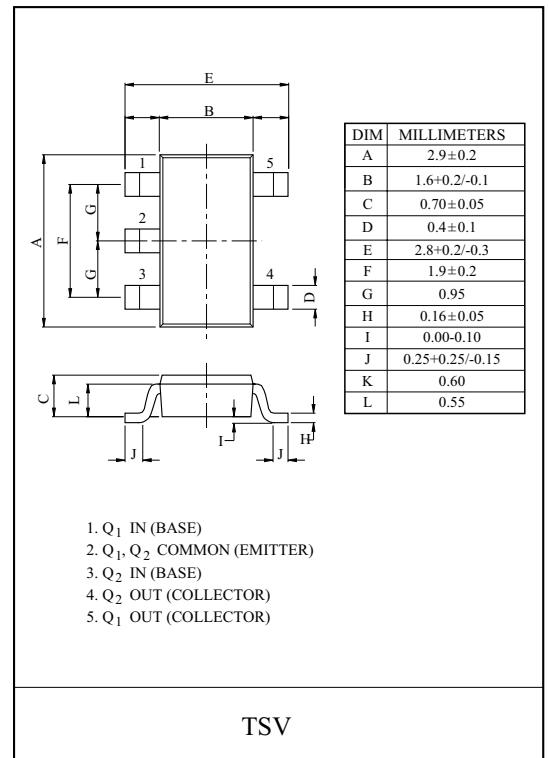 E
B
1
5
G
2
A
F
G
3
4
D
C
L
I
H
J
J
DIM MILLIMETERS
A 2.9±0.2
B 1.6+0.2/-0.1
C 0.70±0.05
D 0.4±0.1
E 2.8+0.2/-0.3
F 1.9±0.2
G 0.95
H 0.16±0.05
I 0.00-0.10
J 0.25+0.25/-0.15
K 0.60
L 0.55
1. Q1 IN (BASE)
2. Q1, Q2 COMMON (EMITTER)
3. Q2 IN (BASE)
4. Q2 OUT (COLLECTOR)
5. Q1 OUT (COLLECTOR)
TSV